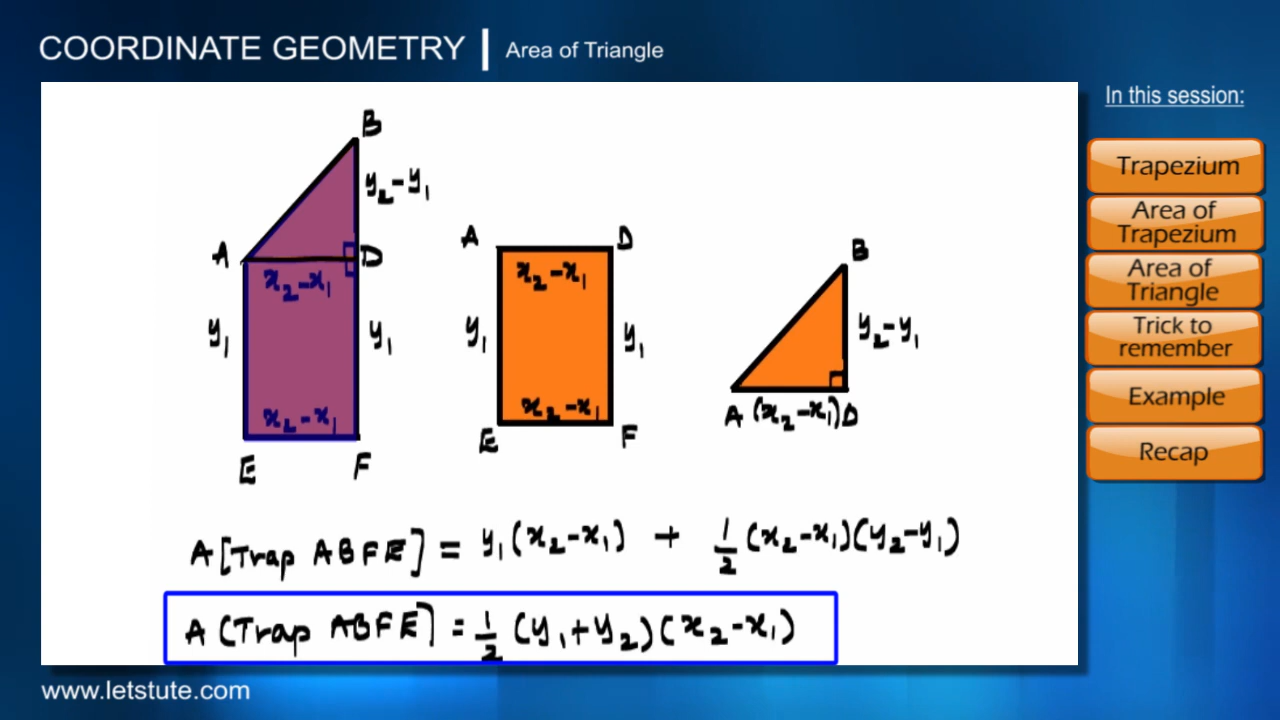 COORDINATE GEOMETRY | Area of Triangle
In this session:
Trapezium
Area of
Trapezium
Area of
Triangle
Trick to
remember
Example
Recap
B
y₂-y₁
A
D
x₂-x₁
y₁
y₁
x₂-x₁
E
F
A
D
x₂-x₁
y₁
y₁
x₂-x₁
E
F
B
y₂-y₁
A (x₂-x₁) D
A[Trap ABFE] = y₁(x₂-x₁) + ½(x₂-x₁)(y₂-y₁)
A(Trap ABFE] = ½(y₁+y₂)(x₂-x₁)
www.letstute.com